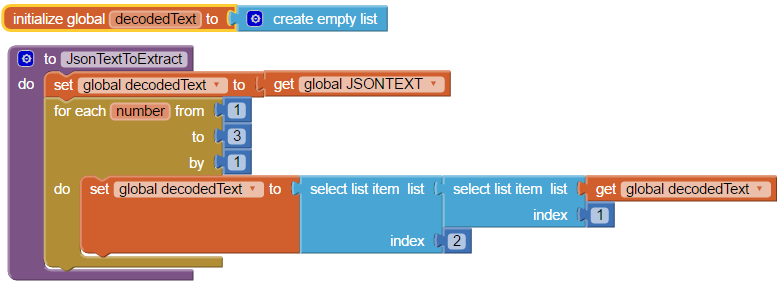 initialize global decodedText to create empty list
to JsonTextToExtract
do set global decodedText to get global JSONTEXT
for each number from 1
to 3
by 1
do set global decodedText to select list item list select list item list get global decodedText
index 1
index 2